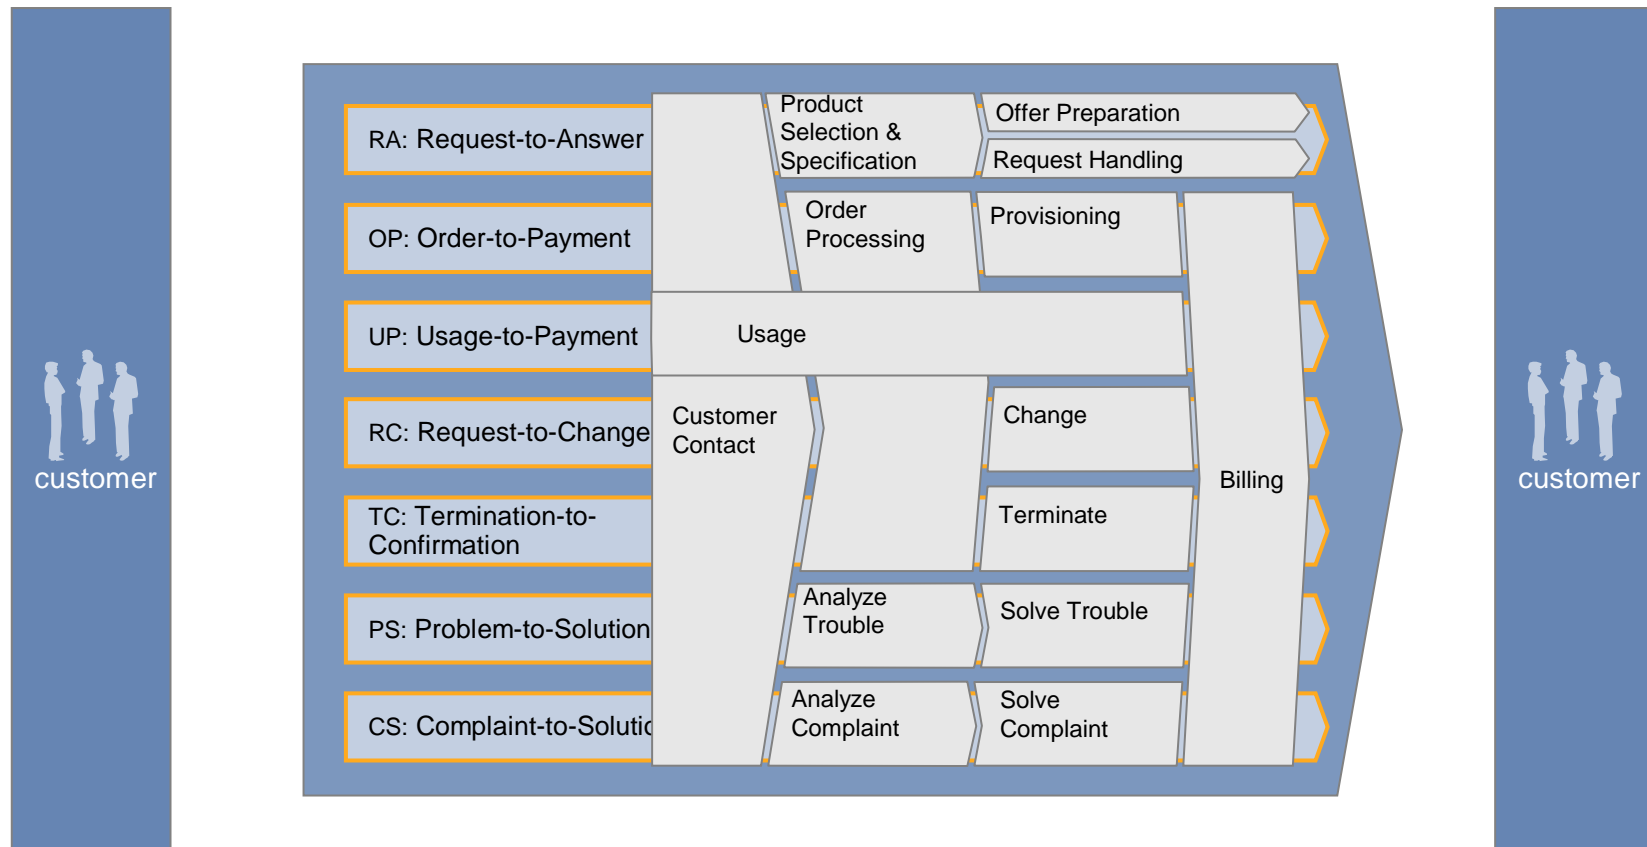 customer
RA: Request-to-Answer
Product
Selection &
Specification
Offer Preparation
Request Handling
OP: Order-to-Payment
Order
Processing
Provisioning
UP: Usage-to-Payment
Usage
RC: Request-to-Change
Customer
Contact
Change
Billing
TC: Termination-to-
Confirmation
Terminate
PS: Problem-to-Solution
Analyze
Trouble
Solve Trouble
CS: Complaint-to-Solutio
Analyze
Complaint
Solve
Complaint
customer